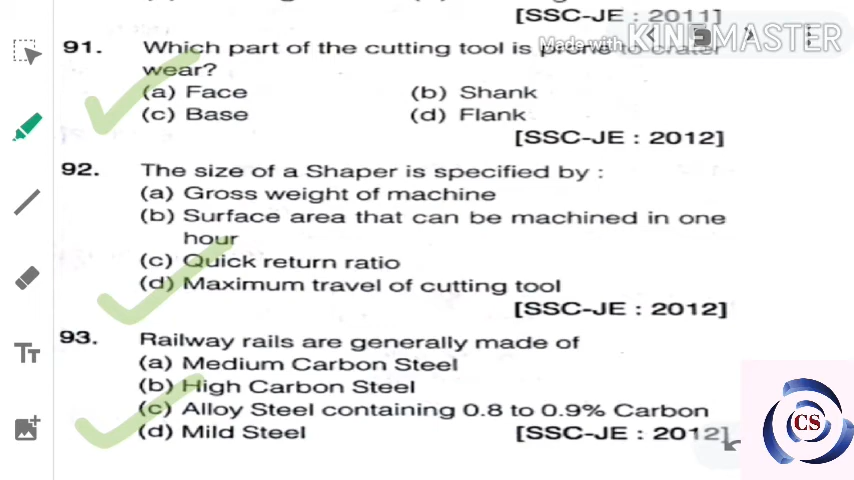 [SSC-JE : 2011]
Made with KINEMASTER
91. Which part of the cutting tool is prone to crater
wear?
(a) Face (b) Shank
(c) Base (d) Flank
[SSC-JE : 2012]
92. The size of a Shaper is specified by :
(a) Gross weight of machine
(b) Surface area that can be machined in one
hour
(c) Quick return ratio
(d) Maximum travel of cutting tool
[SSC-JE : 2012]
93. Railway rails are generally made of
(a) Medium Carbon Steel
(b) High Carbon Steel
(c) Alloy Steel containing 0.8 to 0.9% Carbon
(d) Mild Steel [SSC-JE : 2012]
CS
TT